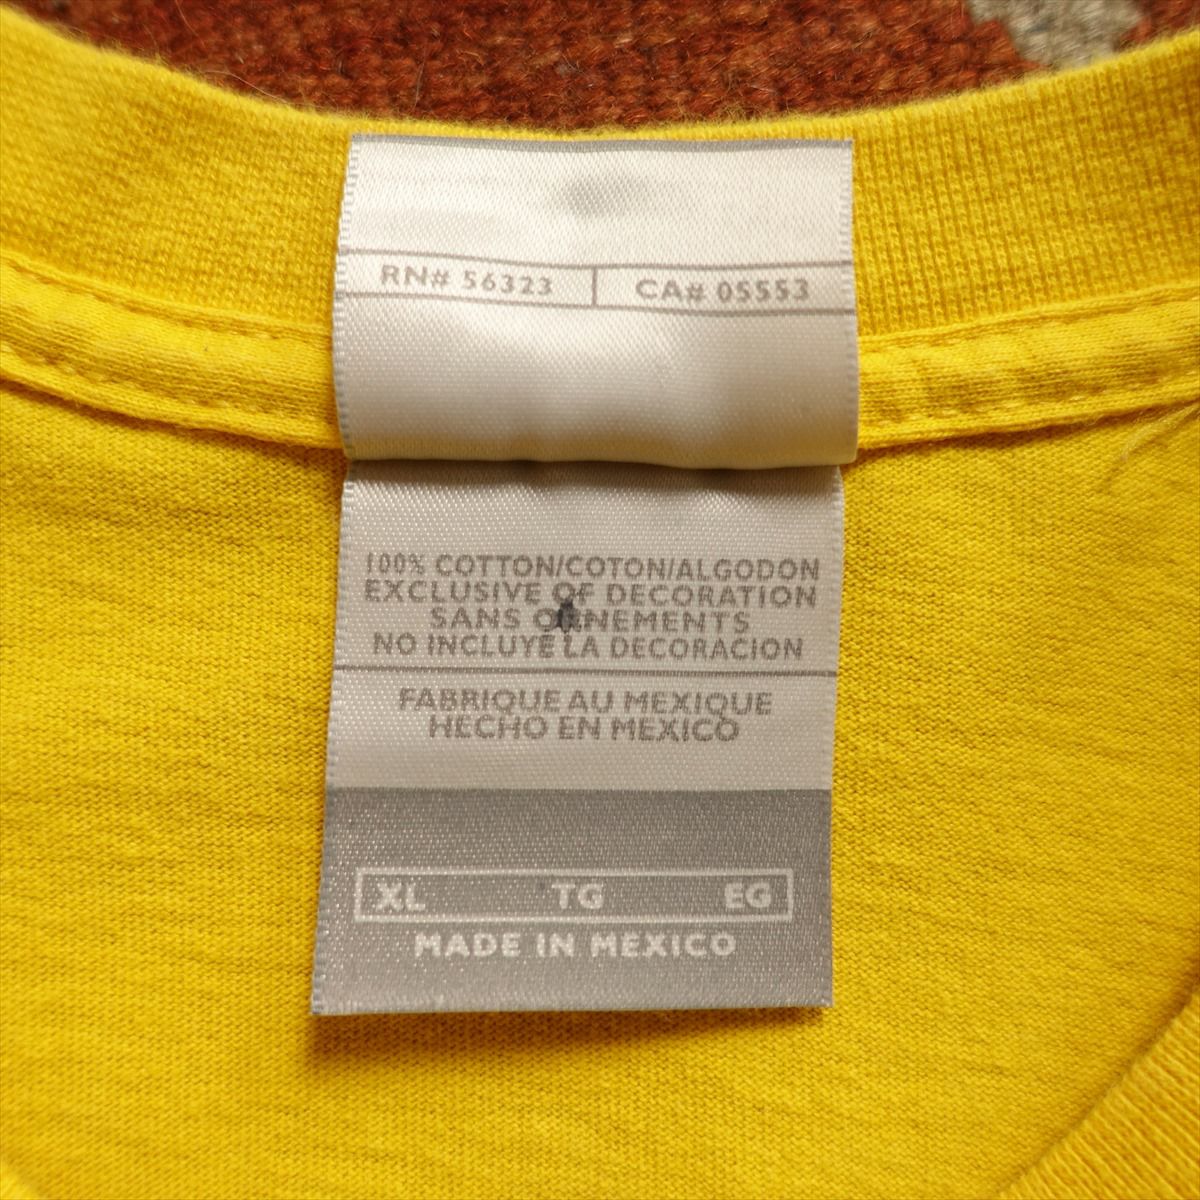 RN# 56323 CA# 05553
100% COTTON/COTON/ALGODON
EXCLUSIVE OF DECORATION
SANS ORNEMENTS
NO INCLUYE LA DECORACION
FABRIQUE AU MEXIQUE
HECHO EN MEXICO
XL TG EG
MADE IN MEXICO